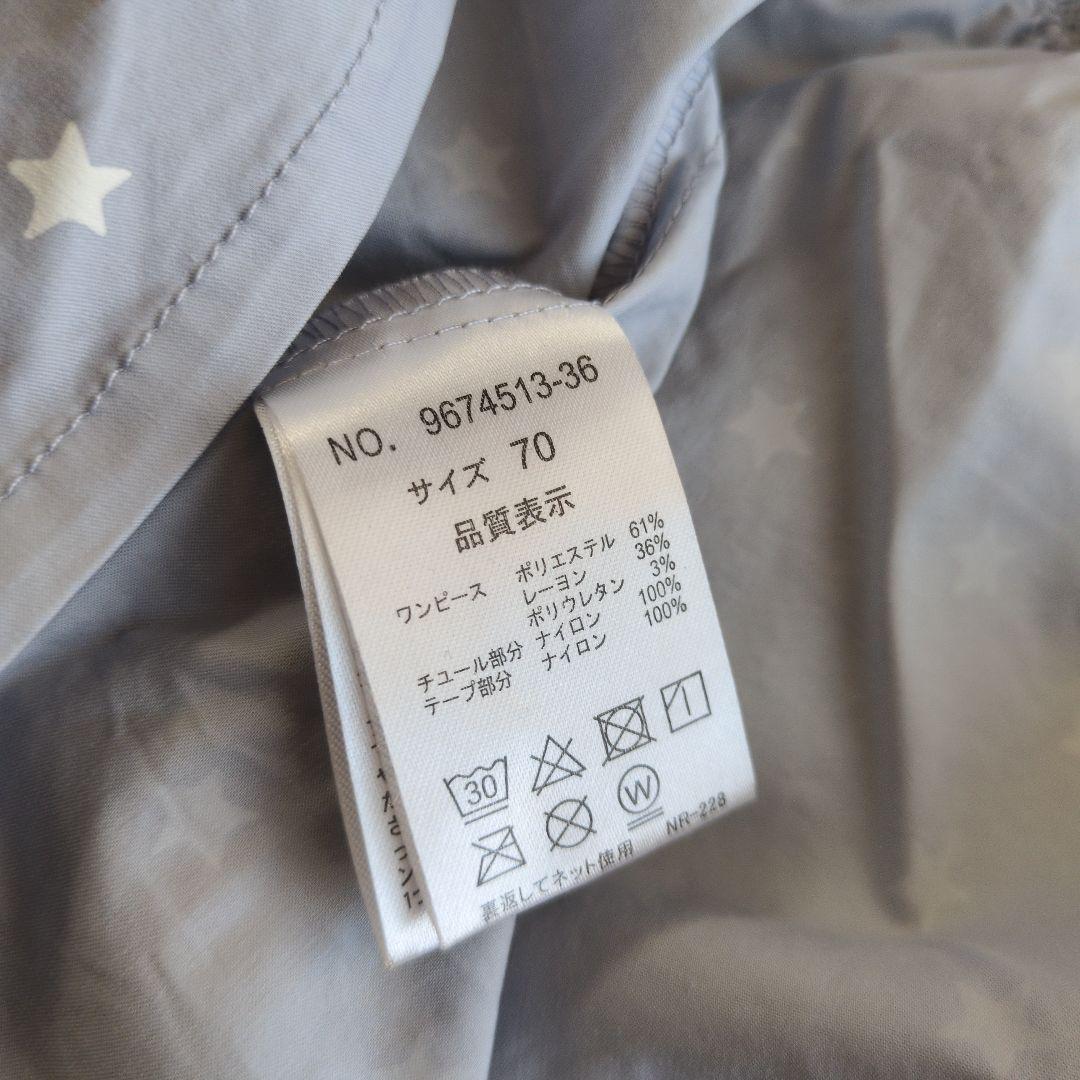 NO. 9674513-36
サイズ 70
品質表示
ワンピース ポリエステル 61%
レーヨン 36%
ポリウレタン 3%
チュール部分 ナイロン 100%
テープ部分 ナイロン 100%
30
W
裏返してネット使用 NR-228